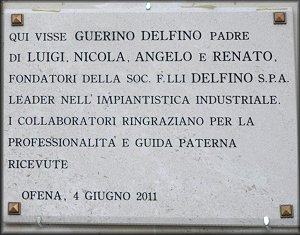 QUI VISSE GUERINO DELFINO PADRE
DI LUIGI, NICOLA, ANGELO E RENATO,
FONDATORI DELLA SOC. F.LLI DELFINO S.P.A.
LEADER NELL'IMPIANTISTICA INDUSTRIALE.
I COLLABORATORI RINGRAZIANO PER LA
PROFESSIONALITÀ E GUIDA PATERNA
RICEVUTE
OFENA, 4 GIUGNO 2011